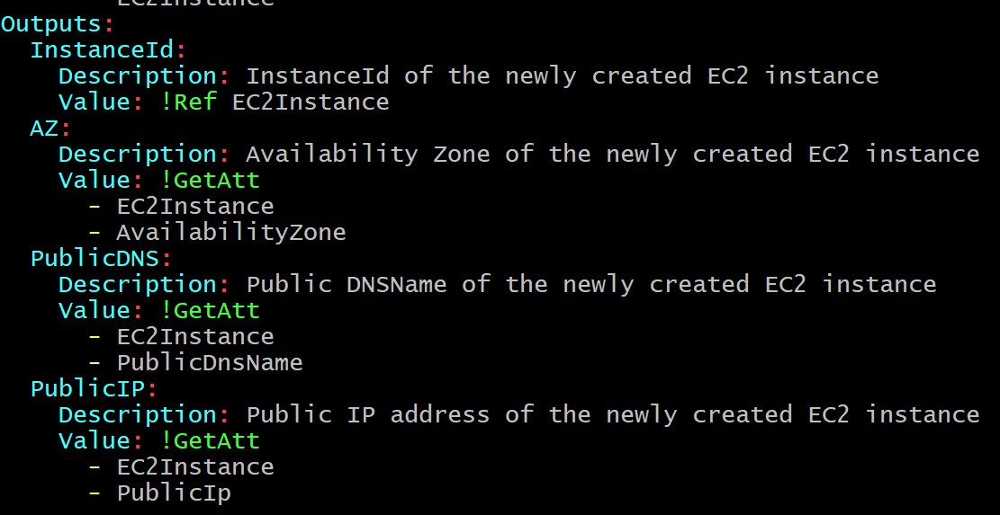 EC2Instance
Outputs:
  InstanceId:
    Description: InstanceId of the newly created EC2 instance
    Value: !Ref EC2Instance
  AZ:
    Description: Availability Zone of the newly created EC2 instance
    Value: !GetAtt
      - EC2Instance
      - AvailabilityZone
  PublicDNS:
    Description: Public DNSName of the newly created EC2 instance
    Value: !GetAtt
      - EC2Instance
      - PublicDnsName
  PublicIP:
    Description: Public IP address of the newly created EC2 instance
    Value: !GetAtt
      - EC2Instance
      - PublicIp